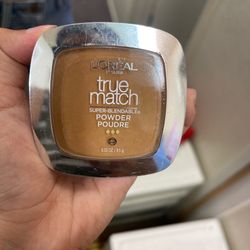 L'ORÉAL
PARIS
true
match
SUPER-BLENDABLE
POWDER
POUDRE